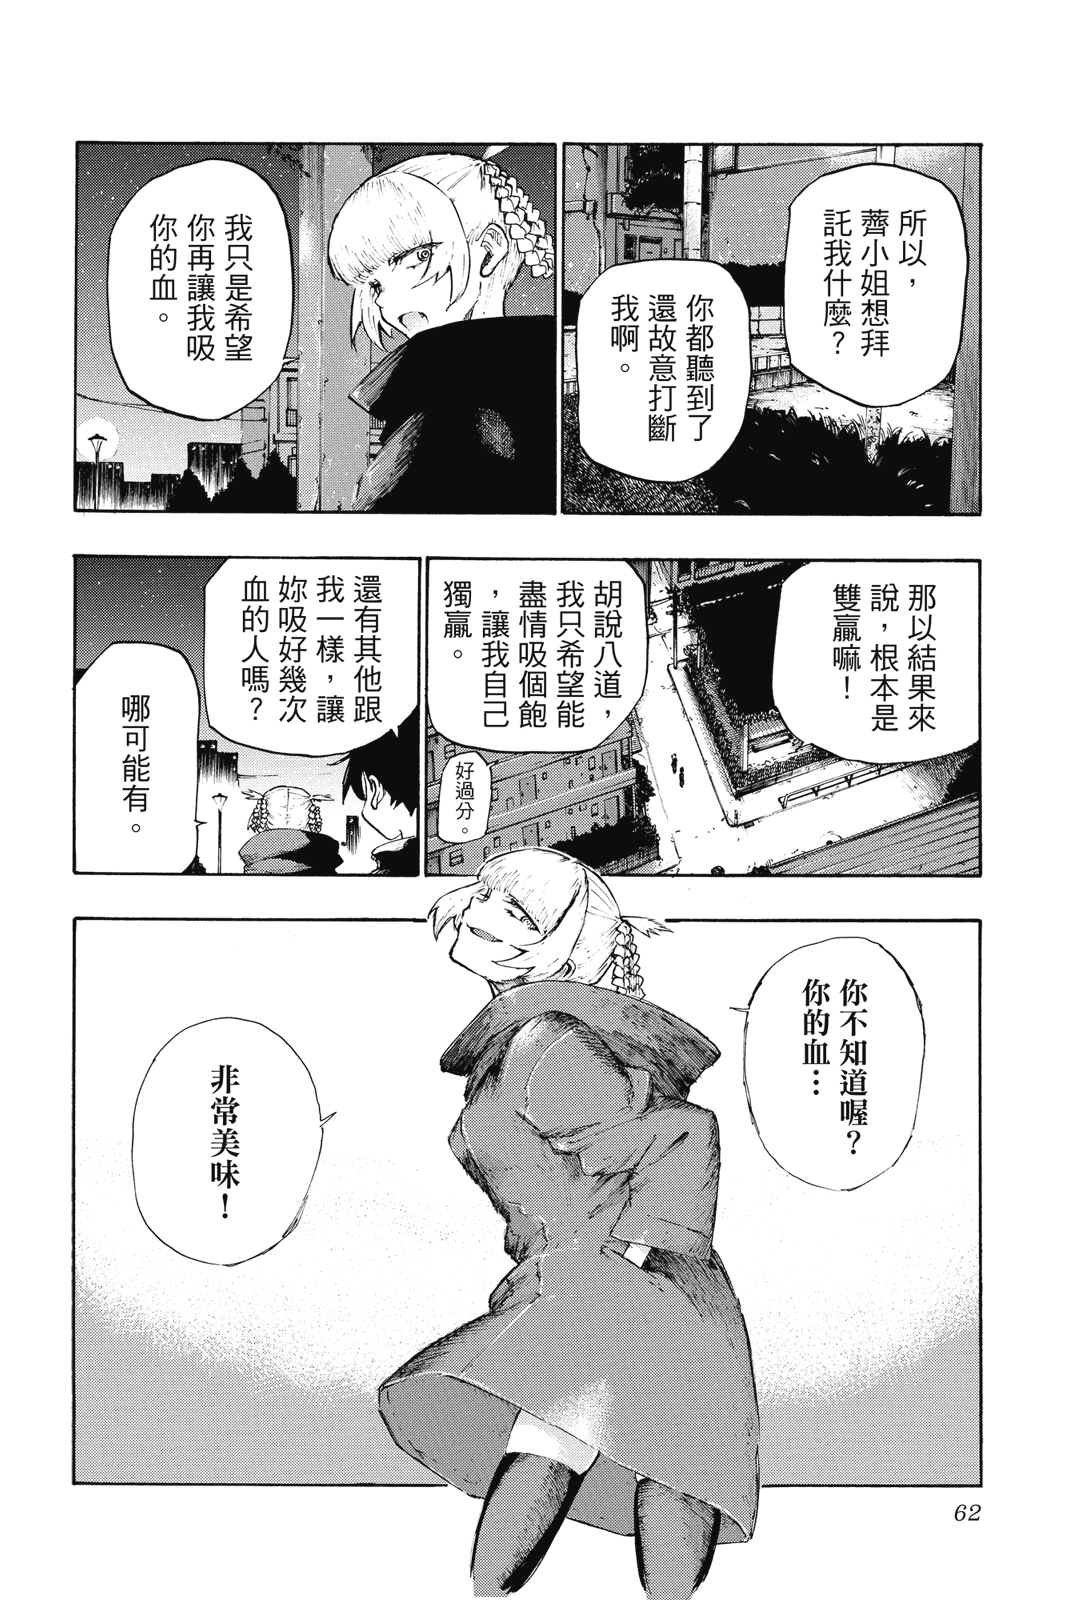 所以，
薺小姐想拜
託我什麼？
你都聽到了
還故意打斷
我啊。
我只是希望
你再讓我吸
你的血。
那以結果來
說，根本是
雙贏嘛！
胡說八道，
我只希望能
盡情吸個飽
，讓我自己
獨贏。
好過分。
還有其他跟
我一樣，讓
妳吸好幾次
血的人嗎？
哪可能有。
你不知道喔？
你的血…
非常美味！
62